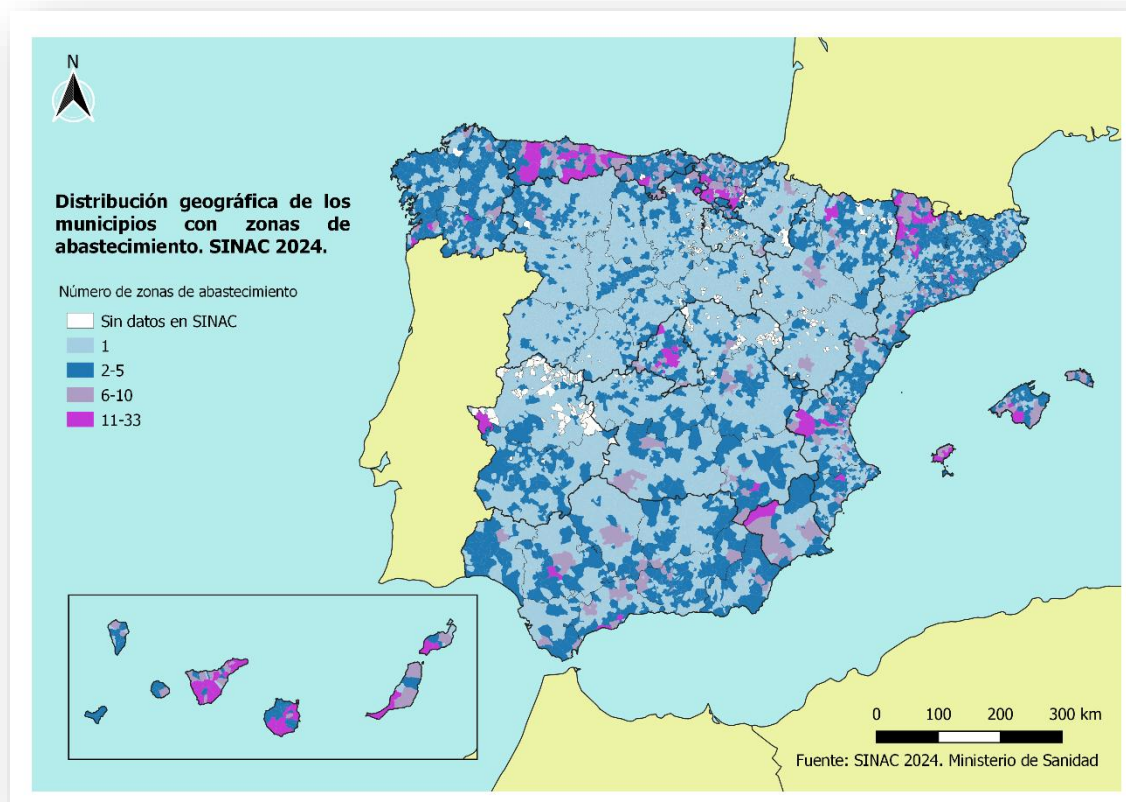 N
Distribución geográfica de los
municipios con zonas de
abastecimiento. SINAC 2024.
Número de zonas de abastecimiento
Sin datos en SINAC
1
2-5
6-10
11-33
0 100 200 300 km
Fuente: SINAC 2024. Ministerio de Sanidad